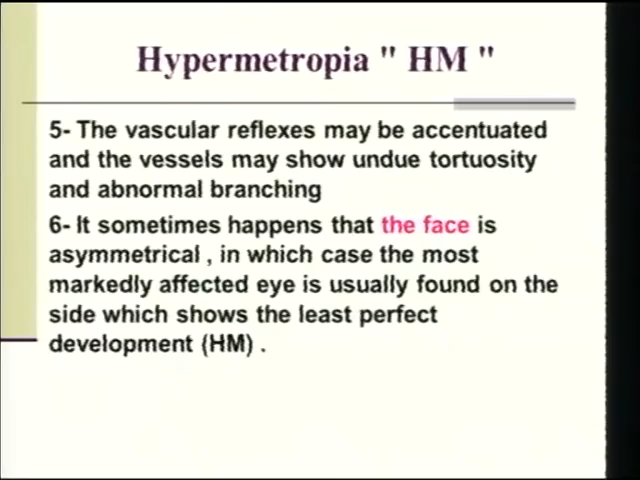 Hypermetropia " HM "
5- The vascular reflexes may be accentuated
and the vessels may show undue tortuosity
and abnormal branching
6- It sometimes happens that the face is
asymmetrical , in which case the most
markedly affected eye is usually found on the
side which shows the least perfect
development (HM) .